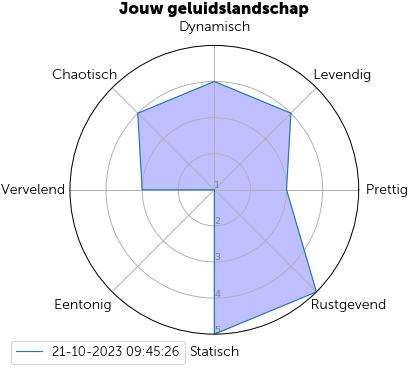 Jouw geluidslandschap
Dynamisch
Chaotisch
Levendig
Vervelend
1
Prettig
2
3
4
Eentonig
Rustgevend
5
21-10-2023 09:45:26
Statisch